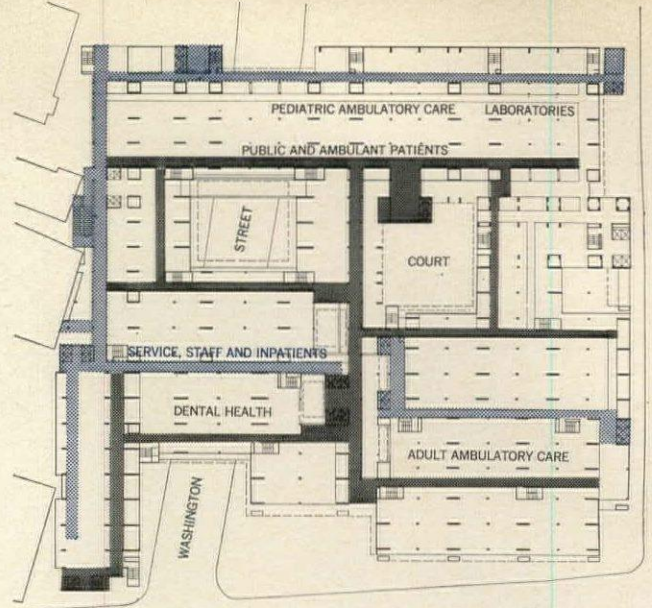 PEDIATRIC AMBULATORY CARE LABORATORIES
PUBLIC AND AMBULANT PATIENTS
STREET
COURT
SERVICE, STAFF AND INPATIENTS
DENTAL HEALTH
ADULT AMBULATORY CARE
WASHINGTON